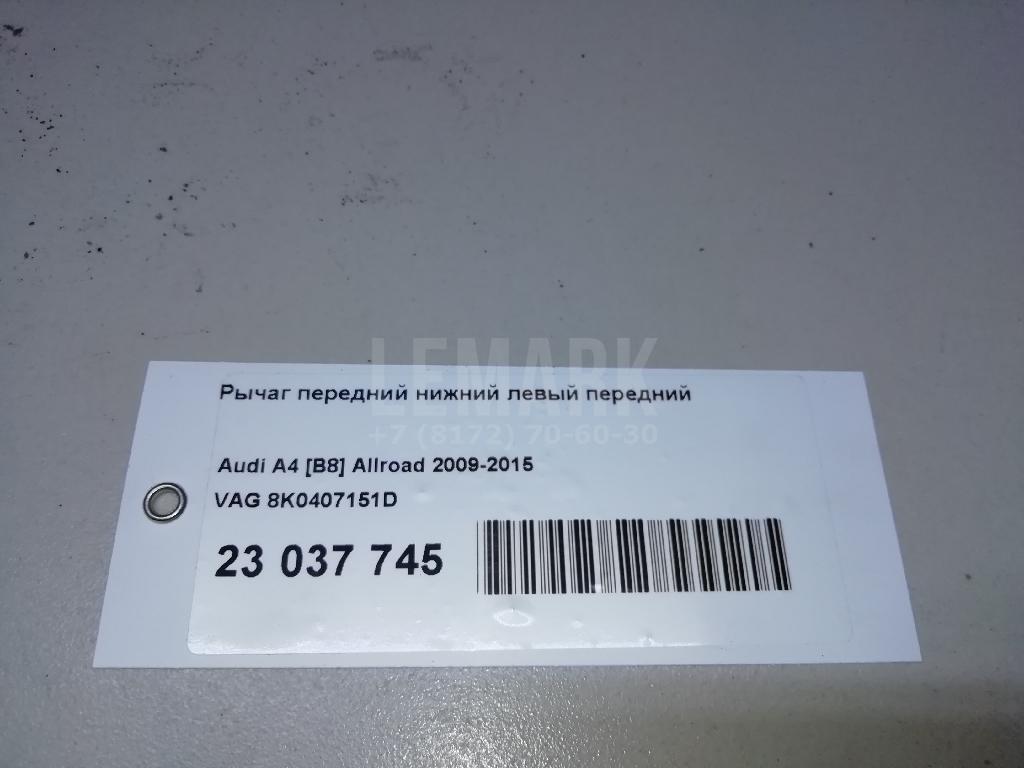 LEMARK
Рычаг передний нижний левый передний
+7 (8172) 70-60-30
Audi A4 [B8] Allroad 2009-2015
VAG 8K0407151D
23 037 745